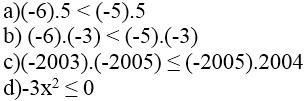 a)(-6).5 < (-5).5
b) (-6).(-3) < (-5).(-3)
c)(-2003).(-2005) ≤ (-2005).2004
d)-3x² ≤ 0